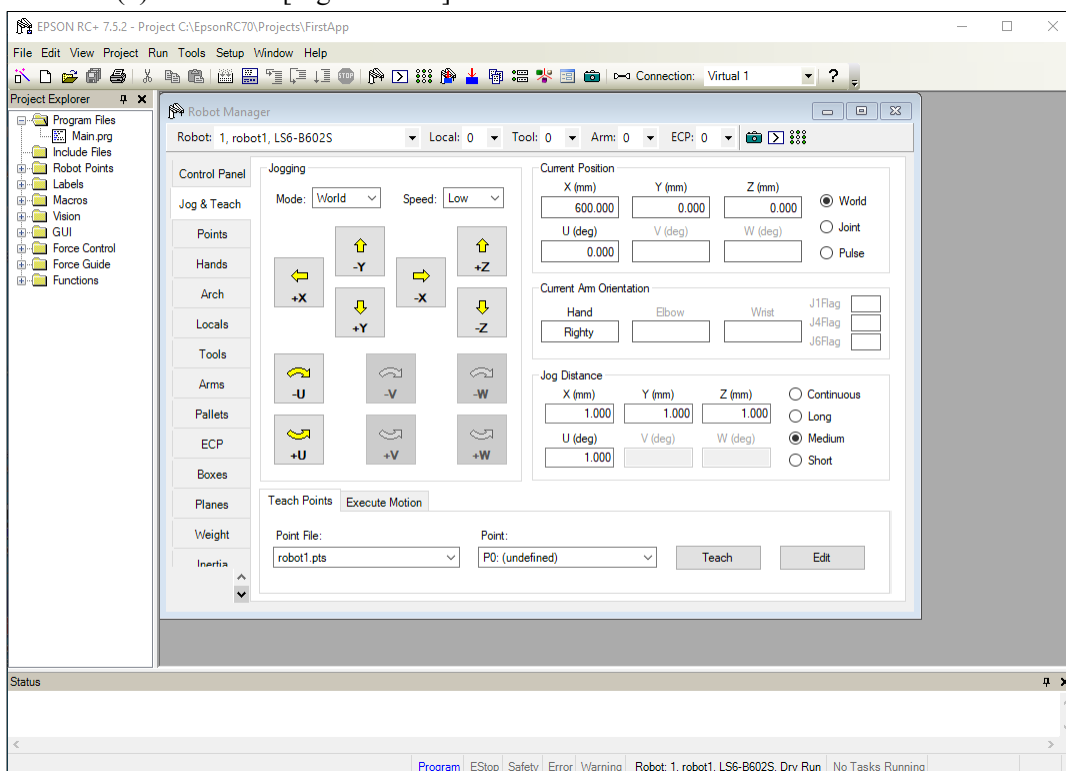 EPSON RC+ 7.5.2 - Project C:\EpsonRC70\Projects\FirstApp
File Edit View Project Run Tools Setup Window Help
Connection: Virtual 1
Project Explorer
Program Files
Main.prg
Include Files
Robot Points
Labels
Macros
Vision
GUI
Force Control
Force Guide
Functions
Robot Manager
Robot: 1, robot1, LS6-B602S Local: 0 Tool: 0 Arm: 0 ECP: 0
Control Panel
Jog & Teach
Points
Hands
Arch
Locals
Tools
Arms
Pallets
ECP
Boxes
Planes
Weight
Inertia
Jogging
Mode: World Speed: Low
-Y +Z
+X -X
+Y -Z
-U -V -W
+U +V +W
Current Position
X (mm) Y (mm) Z (mm)
600.000 0.000 0.000
U (deg) V (deg) W (deg)
0.000
World
Joint
Pulse
Current Arm Orientation
Hand Elbow Wrist
Righty
J1Flag
J4Flag
J6Flag
Jog Distance
X (mm) Y (mm) Z (mm)
1.000 1.000 1.000
U (deg) V (deg) W (deg)
1.000
Continuous
Long
Medium
Short
Teach Points Execute Motion
Point File: Point:
robot1.pts P0: (undefined) Teach Edit
Status
Program EStop Safety Error Warning Robot: 1, robot1, LS6-B602S, Dry Run No Tasks Running